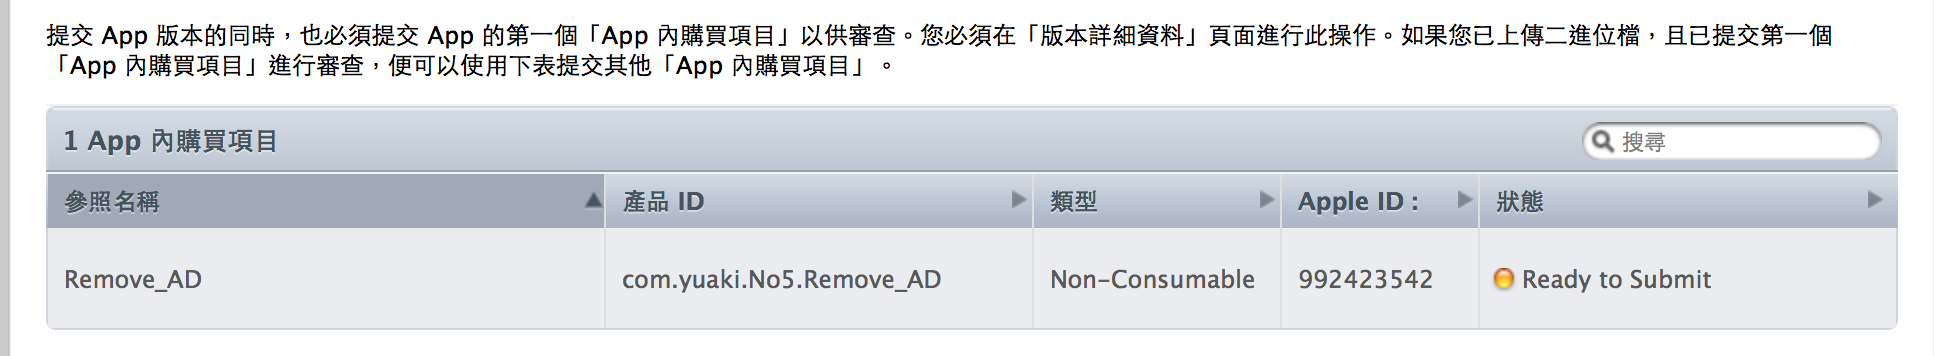 提交 App 版本的同時，也必須提交 App 的第一個「App 內購買項目」以供審查。您必須在「版本詳細資料」頁面進行此操作。如果您已上傳二進位檔，且已提交第一個
「App 內購買項目」進行審查，便可以使用下表提交其他「App 內購買項目」。
1 App 內購買項目
搜尋
參照名稱 產品 ID 類型 Apple ID : 狀態
Remove_AD com.yuaki.No5.Remove_AD Non-Consumable 992423542 Ready to Submit